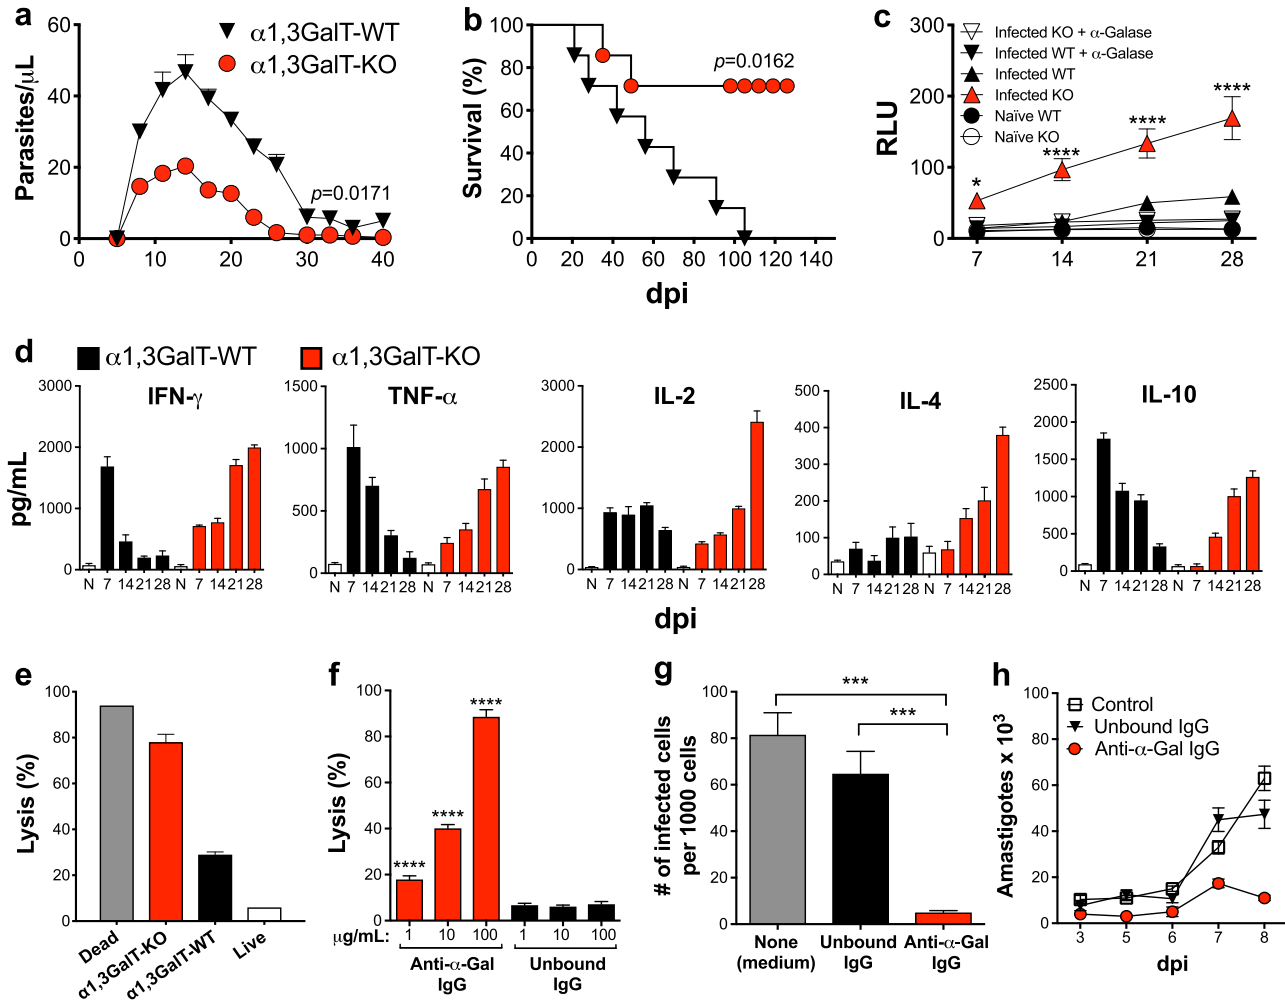 a
α1,3GalT-WT
α1,3GalT-KO
Parasites/µL
60
40
20
0
p=0.0171
0 10 20 30 40
b
Survival (%)
100
80
60
40
20
0
p=0.0162
0 20 40 60 80 100 120 140
dpi
c
RLU
300
200
100
0
Infected KO + α-Galase
Infected WT + α-Galase
Infected WT
Infected KO
Naïve WT
Naïve KO
* **** **** ****
7 14 21 28
d
α1,3GalT-WT
α1,3GalT-KO
pg/mL
IFN-γ
3000
2000
1000
0
N 7 14 21 28 N 7 14 21 28
TNF-α
1500
1000
500
0
N 7 14 21 28 N 7 14 21 28
IL-2
3000
2000
1000
0
N 7 14 21 28 N 7 14 21 28
IL-4
500
400
300
200
100
0
N 7 14 21 28 N 7 14 21 28
IL-10
2500
2000
1500
1000
500
0
N 7 14 21 28 N 7 14 21 28
dpi
e
Lysis (%)
100
80
60
40
20
0
Dead
α1,3GalT-KO
α1,3GalT-WT
Live
f
Lysis (%)
100
80
60
40
20
0
**** **** ****
µg/mL: 1 10 100 1 10 100
Anti-α-Gal
IgG
Unbound
IgG
g
# of infected cells
per 1000 cells
100
80
60
40
20
0
***
***
None
(medium)
Unbound
IgG
Anti-α-Gal
IgG
h
Amastigotes x 10³
100
80
60
40
20
0
Control
Unbound IgG
Anti-α-Gal IgG
3 5 6 7 8
dpi